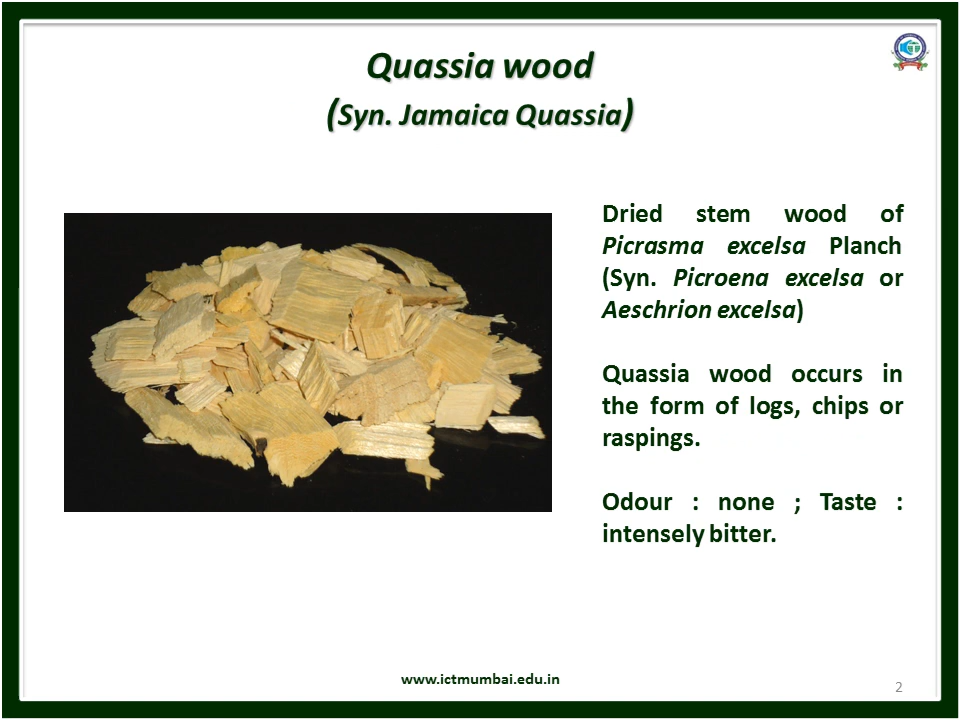 Quassia wood
(Syn. Jamaica Quassia)
Dried stem wood of
Picrasma excelsa Planch
(Syn. Picroena excelsa or
Aeschrion excelsa)
Quassia wood occurs in
the form of logs, chips or
raspings.
Odour : none ; Taste :
intensely bitter.
www.ictmumbai.edu.in
2